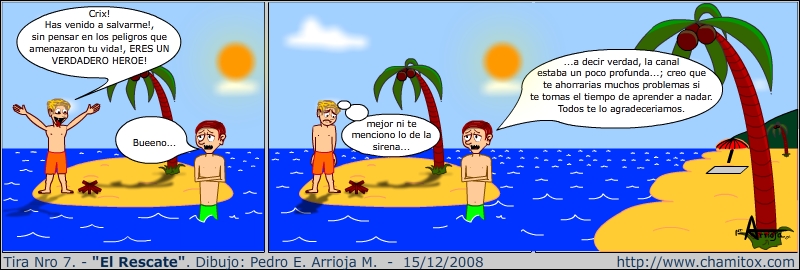 Crix!
Has venido a salvarme!,
sin pensar en los peligros que
amenazaron tu vida!, ERES UN
VERDADERO HEROE!
Bueeno...
mejor ni te
menciono lo de la
sirena...
...a decir verdad, la canal
estaba un poco profunda...; creo que
te ahorrarias muchos problemas si
te tomas el tiempo de aprender a nadar.
Todos te lo agradeceriamos.
Tira Nro 7. - "El Rescate". Dibujo: Pedro E. Arrioja M. - 15/12/2008
http://www.chamitox.com